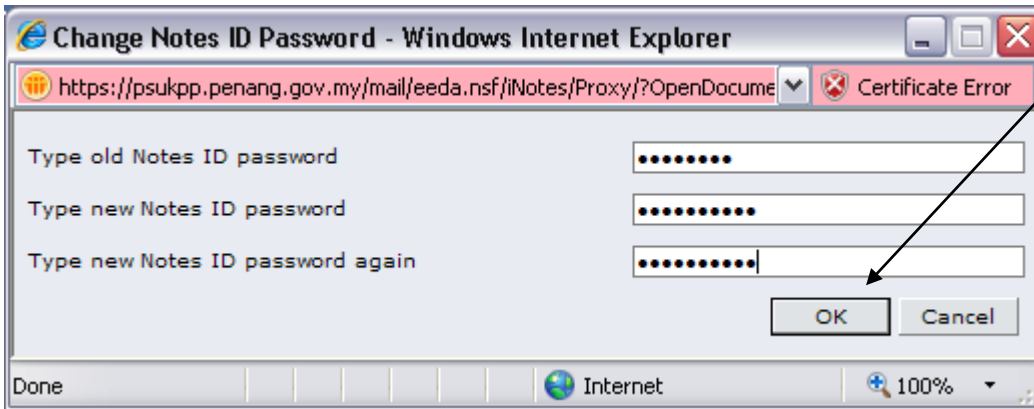 Change Notes ID Password - Windows Internet Explorer
https://psukpp.penang.gov.my/mail/eeda.nsf/iNotes/Proxy/?OpenDocume Certificate Error
Type old Notes ID password ••••••••
Type new Notes ID password ••••••••••
Type new Notes ID password again ••••••••••
OK Cancel
Done Internet 100%